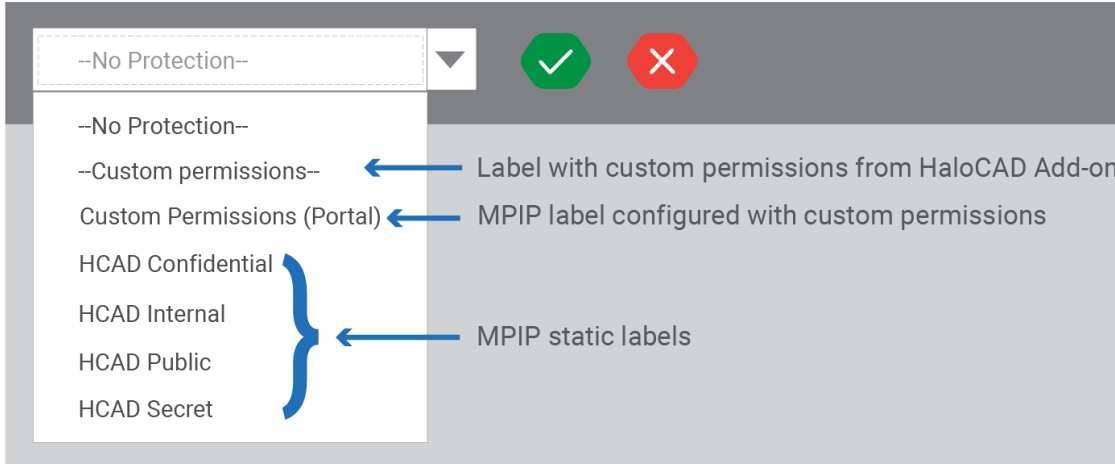 --No Protection--
--No Protection--
--Custom permissions--
Label with custom permissions from HaloCAD Add-on
Custom Permissions (Portal)
MPIP label configured with custom permissions
HCAD Confidential
HCAD Internal
MPIP static labels
HCAD Public
HCAD Secret